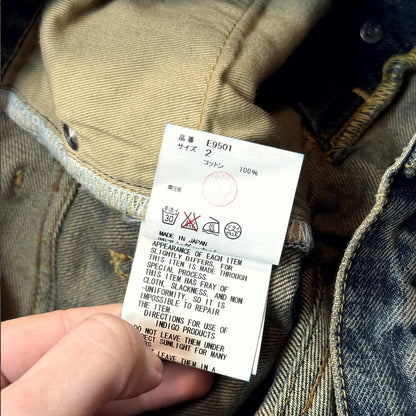 品番 E9501
サイズ 2
コットン 100%
30
MADE IN JAPAN
APPEARANCE OF EACH ITEM
SLIGHTLY DIFFERS, FOR
THIS ITEM IS MADE THROUGH
SPECIAL PROCESS.
THIS ITEM HAS FRAY OF
CLOTH, SLACKNESS, AND NON
-UNIFORMITY, SO IT IS
IMPOSSIBLE TO REPAIR
THE ITEM.
DIRECTIONS FOR USE OF
INDIGO PRODUCTS
DO NOT LEAVE THEM UNDER
DIRECT SUNLIGHT FOR MANY
LEAVE THEM IN A